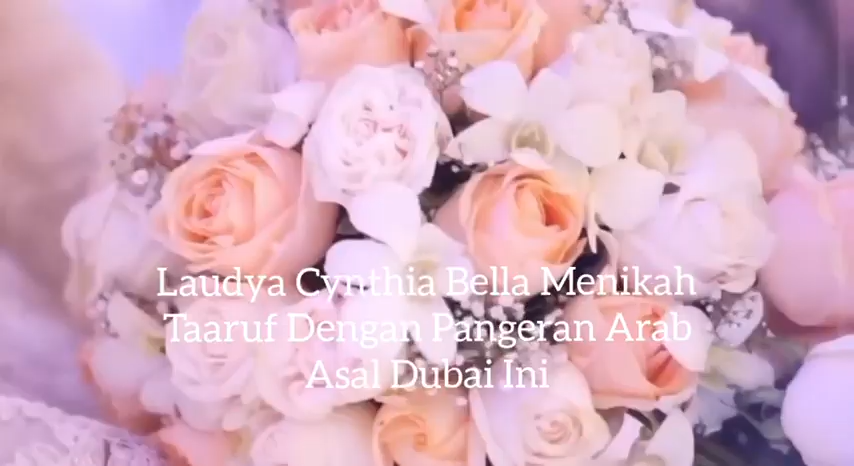 Laudya Cynthia Bella Menikah
Taaruf Dengan Pangeran Arab
Asal Dubai Ini